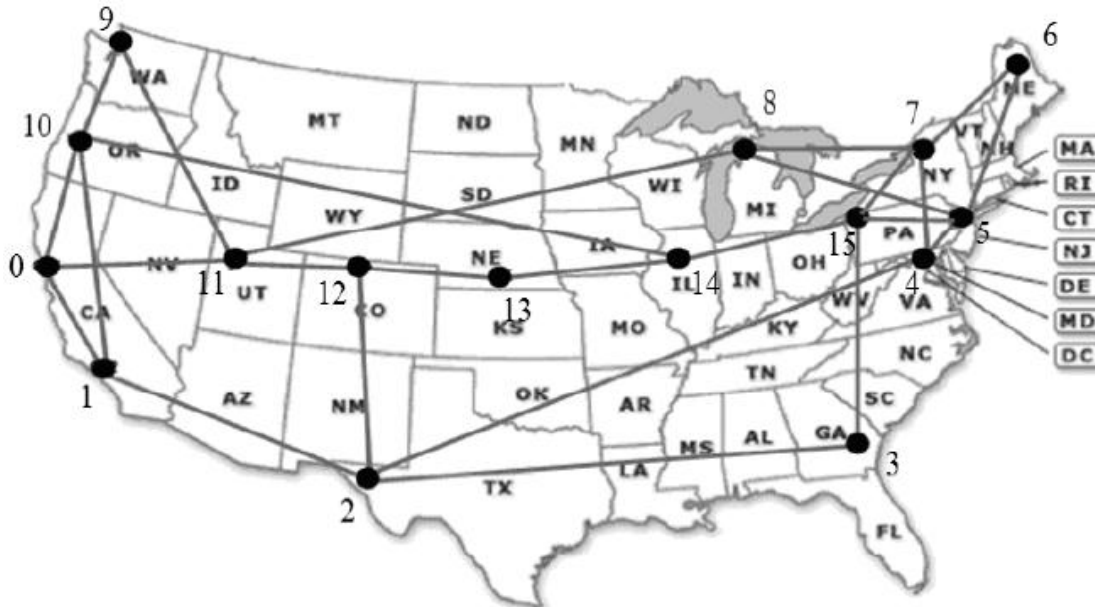 9
6
WA
ME
8
7
MT
ND
VT
10
OR
MN
NH
MA
NY
ID
SD
WI
RI
WY
MI
CT
15
PA
5
0
NV
NE
IA
NJ
11
UT
12
CO
13
IL
14
IN
OH
4
DE
CA
KS
MO
KY
WV
VA
MD
DC
1
AZ
NM
OK
AR
TN
NC
SC
MS
AL
GA
3
2
TX
LA
FL